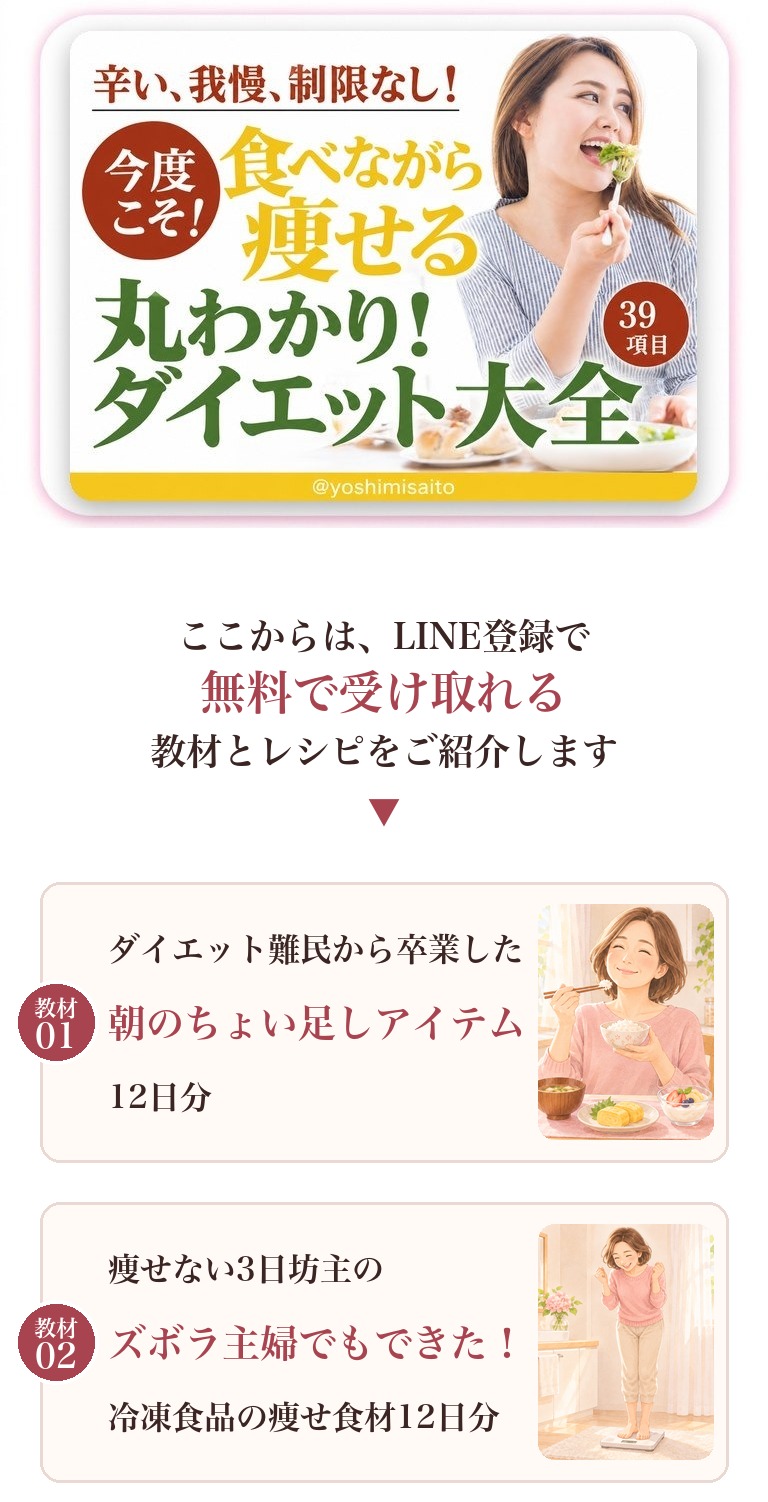 辛い、我慢、制限なし!
今度
こそ!
食べながら
痩せる
丸わかり!
ダイエット大全
39
項目
@yoshimisaito
ここからは、LINE登録で
無料で受け取れる
教材とレシピをご紹介します
▼
教材
01
ダイエット難民から卒業した
朝のちょい足しアイテム
12日分
教材
02
痩せない3日坊主の
ズボラ主婦でもできた！
冷凍食品の痩せ食材12日分